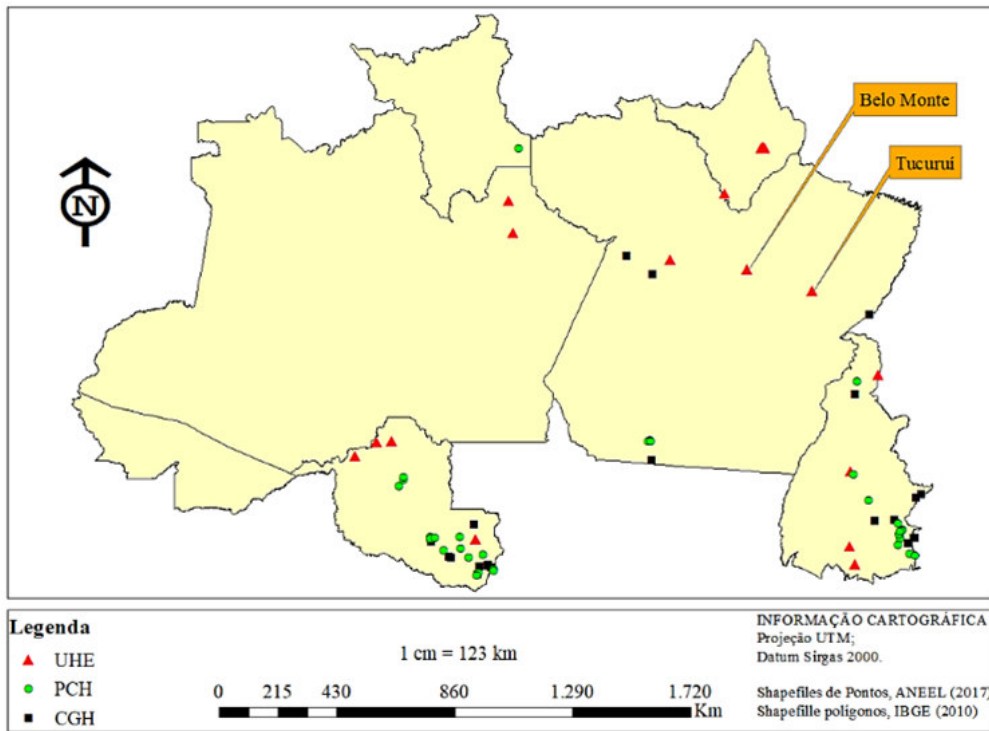 Belo Monte
Tucuruí
N
Legenda
UHE
PCH
CGH
1 cm = 123 km
0 215 430 860 1.290 1.720
Km
INFORMAÇÃO CARTOGRÁFICA
Projeção UTM;
Datum Sirgas 2000.
Shapefiles de Pontos, ANEEL (2017)
Shapefille polígonos, IBGE (2010)